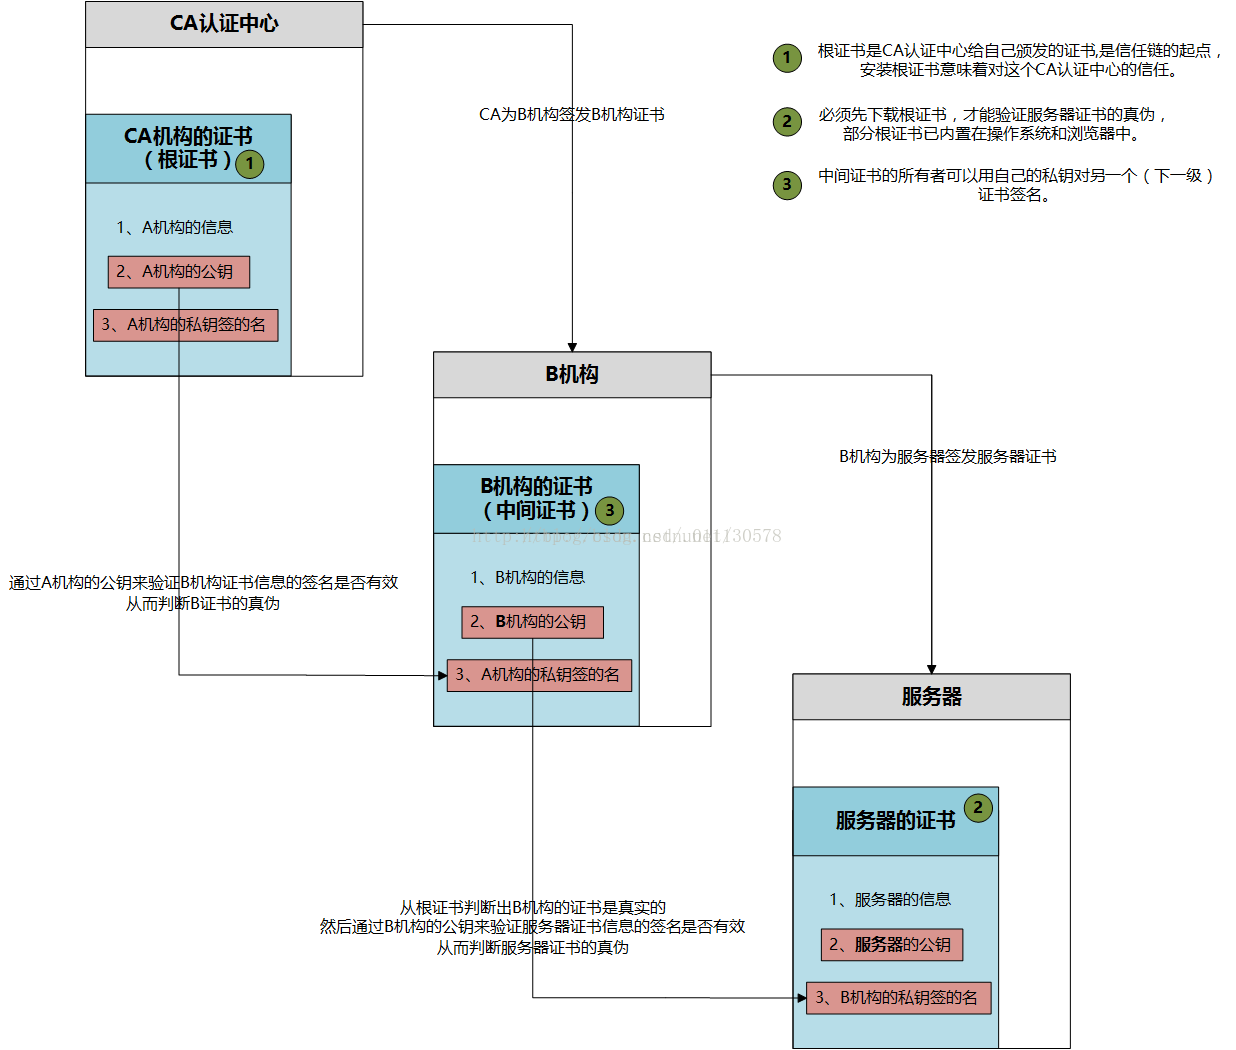 CA认证中心
根证书是CA认证中心给自己颁发的证书,是信任链的起点，
安装根证书意味着对这个CA认证中心的信任。
1
CA为B机构签发B机构证书
必须先下载根证书，才能验证服务器证书的真伪，
部分根证书已内置在操作系统和浏览器中。
2
CA机构的证书
（根证书）
1
中间证书的所有者可以用自己的私钥对另一个（下一级）
证书签名。
3
1、A机构的信息
2、A机构的公钥
3、A机构的私钥签的名
B机构
B机构为服务器签发服务器证书
B机构的证书
（中间证书）
3
1、B机构的信息
2、B机构的公钥
3、A机构的私钥签的名
通过A机构的公钥来验证B机构证书信息的签名是否有效
从而判断B证书的真伪
服务器
服务器的证书
2
1、服务器的信息
2、服务器的公钥
3、B机构的私钥签的名
从根证书判断出B机构的证书是真实的
然后通过B机构的公钥来验证服务器证书信息的签名是否有效
从而判断服务器证书的真伪